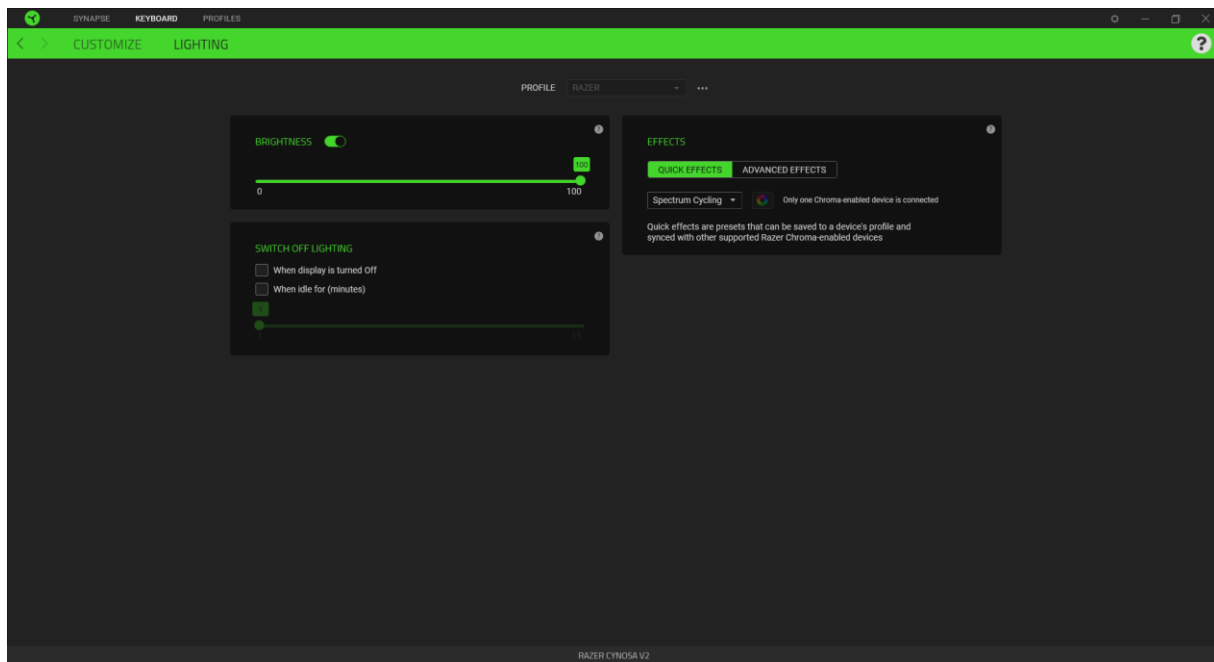 SYNAPSE KEYBOARD PROFILES
CUSTOMIZE LIGHTING
?
PROFILE RAZER
BRIGHTNESS
?
100
0 100
SWITCH OFF LIGHTING
?
When display is turned Off
When idle for (minutes)
1 15
EFFECTS
?
QUICK EFFECTS ADVANCED EFFECTS
Spectrum Cycling Only one Chroma-enabled device is connected
Quick effects are presets that can be saved to a device's profile and
synced with other supported Razer Chroma-enabled devices
RAZER CYNOSA V2